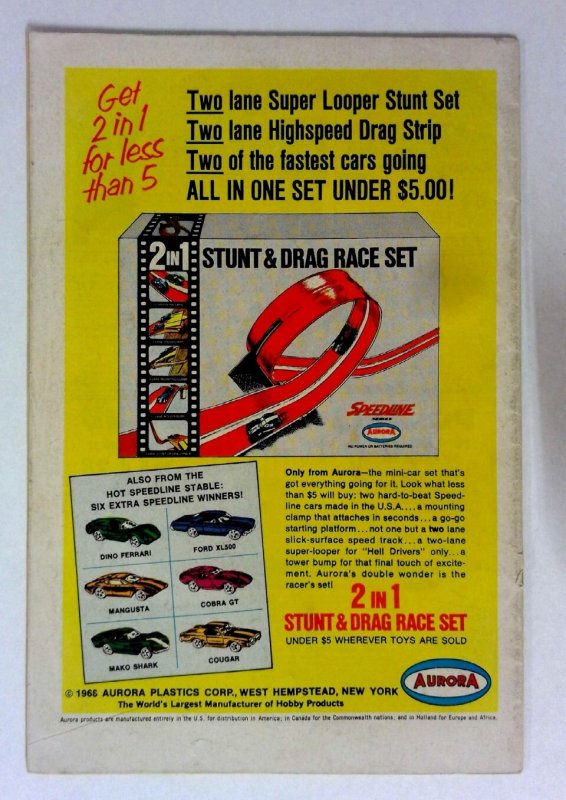 Get
2 in 1
for less
than 5
Two lane Super Looper Stunt Set
Two lane Highspeed Drag Strip
Two of the fastest cars going
ALL IN ONE SET UNDER $5.00!
2 IN 1
STUNT & DRAG RACE SET
SPEEDLINE
SERIES
AURORA
NO POWER OR BATTERIES REQUIRED
ALSO FROM THE
HOT SPEEDLINE STABLE:
SIX EXTRA SPEEDLINE WINNERS!
DINO FERRARI
FORD XL500
MANGUSTA
COBRA GT
MAKO SHARK
COUGAR
Only from Aurora—the mini-car set that's
got everything going for it. Look what less
than $5 will buy: two hard-to-beat Speed-
line cars made in the U.S.A.... a mounting
clamp that attaches in seconds... a go-go
starting platform... not one but a two lane
slick-surface speed track... a two-lane
super-looper for "Hell Drivers" only... a
tower bump for that final touch of excite-
ment. Aurora's double wonder is the
racer's set!
2 IN 1
STUNT & DRAG RACE SET
UNDER $5 WHEREVER TOYS ARE SOLD
AURORA
© 1968 AURORA PLASTICS CORP., WEST HEMPSTEAD, NEW YORK
The World's Largest Manufacturer of Hobby Products
Aurora products are manufactured entirely in the U.S. for distribution in America; in Canada for the Commonwealth nations; and in Holland for Europe and Africa.